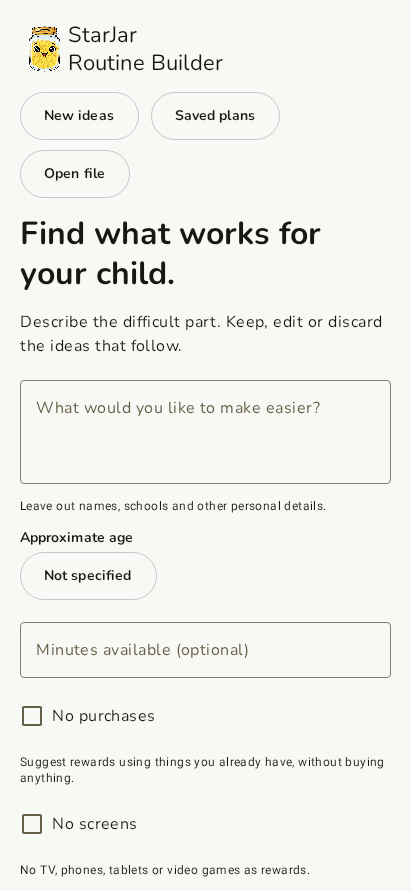 StarJar
Routine Builder
New ideas
Saved plans
Open file
Find what works for
your child.
Describe the difficult part. Keep, edit or discard
the ideas that follow.
What would you like to make easier?
Leave out names, schools and other personal details.
Approximate age
Not specified
Minutes available (optional)
No purchases
Suggest rewards using things you already have, without buying
anything.
No screens
No TV, phones, tablets or video games as rewards.